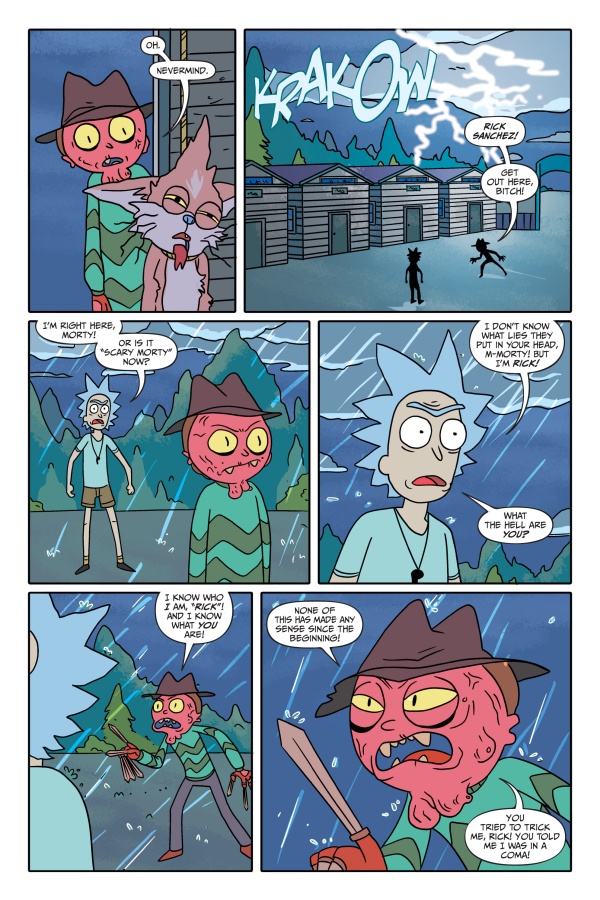 OH.
NEVERMIND.
KRAKOW
RICK
SANCHEZ!
GET
OUT HERE,
BITCH!
I'M RIGHT HERE,
MORTY!
OR IS IT
"SCARY MORTY"
NOW?
I DON'T KNOW
WHAT LIES THEY
PUT IN YOUR HEAD,
M-MORTY! BUT
I'M RICK!
WHAT
THE HELL ARE
YOU?
I KNOW WHO
I AM, "RICK"!
AND I KNOW
WHAT YOU
ARE!
NONE OF
THIS HAS MADE ANY
SENSE SINCE THE
BEGINNING!
YOU
TRIED TO TRICK
ME, RICK! YOU TOLD
ME I WAS IN A
COMA!